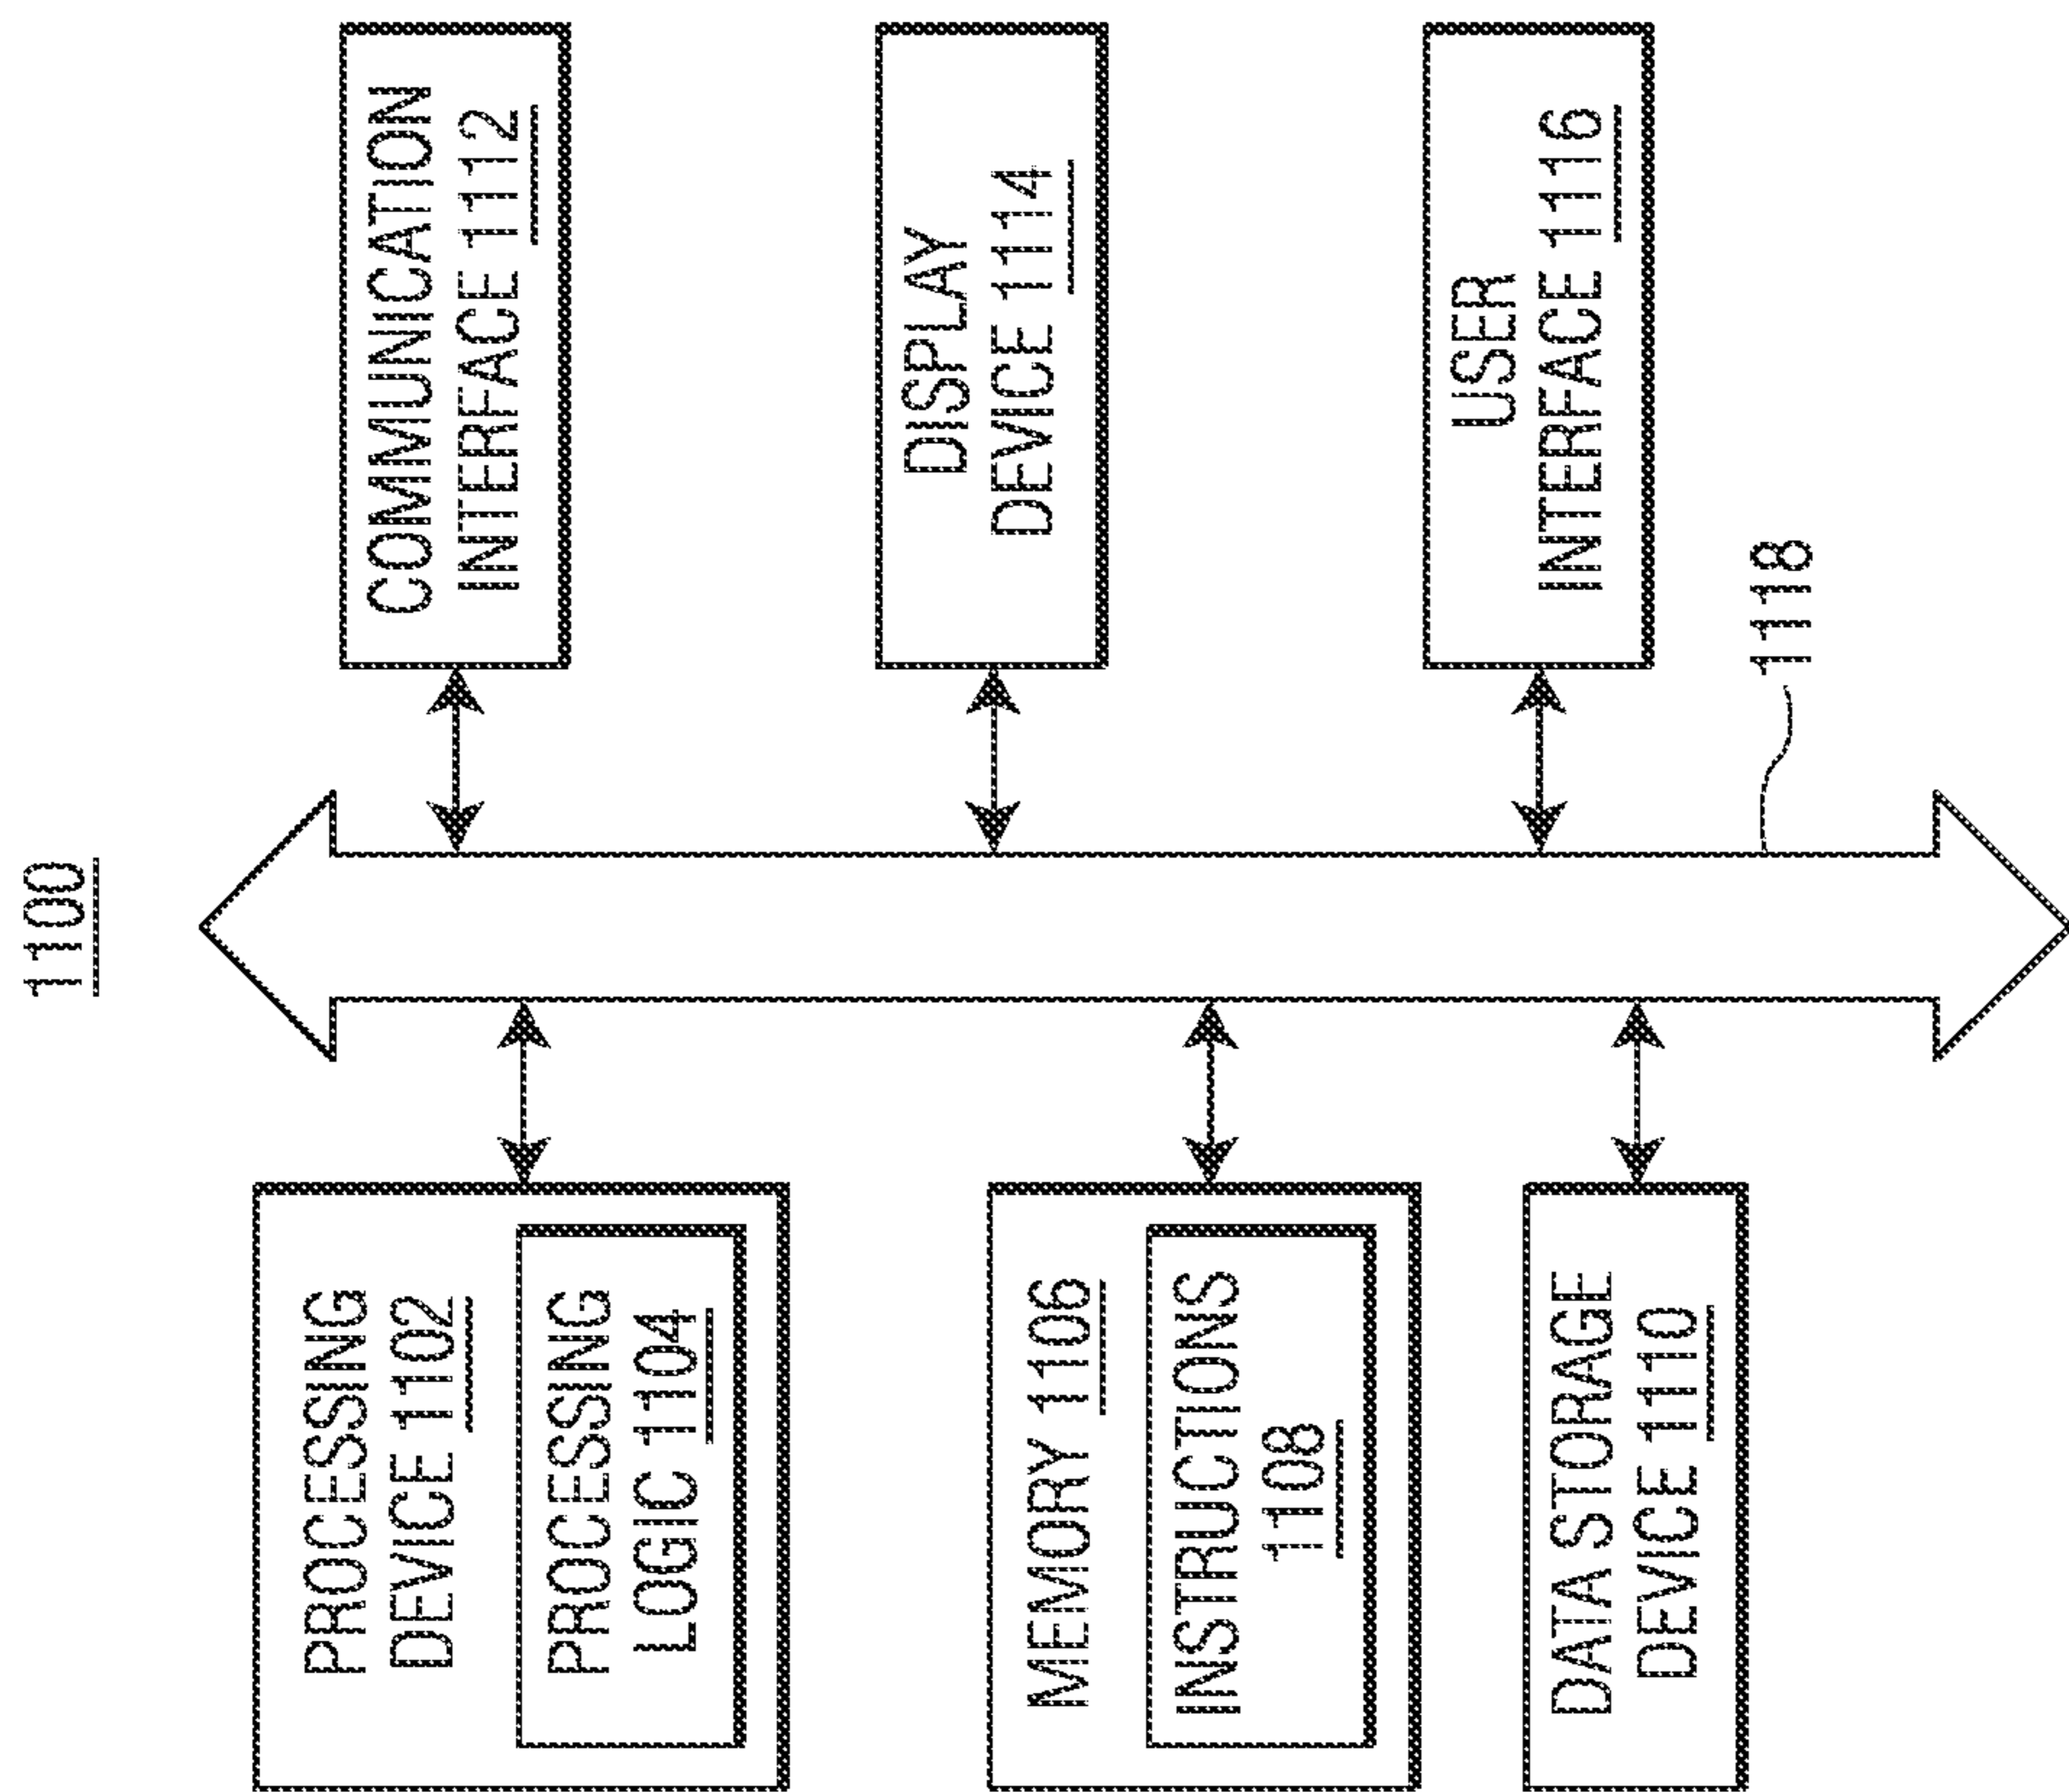 1100
PROCESSING
DEVICE 1102
PROCESSING
LOGIC 1104
MEMORY 1106
INSTRUCTIONS
1108
DATA STORAGE
DEVICE 1110
COMMUNICATION
INTERFACE 1112
DISPLAY
DEVICE 1114
USER
INTERFACE 1116
1118